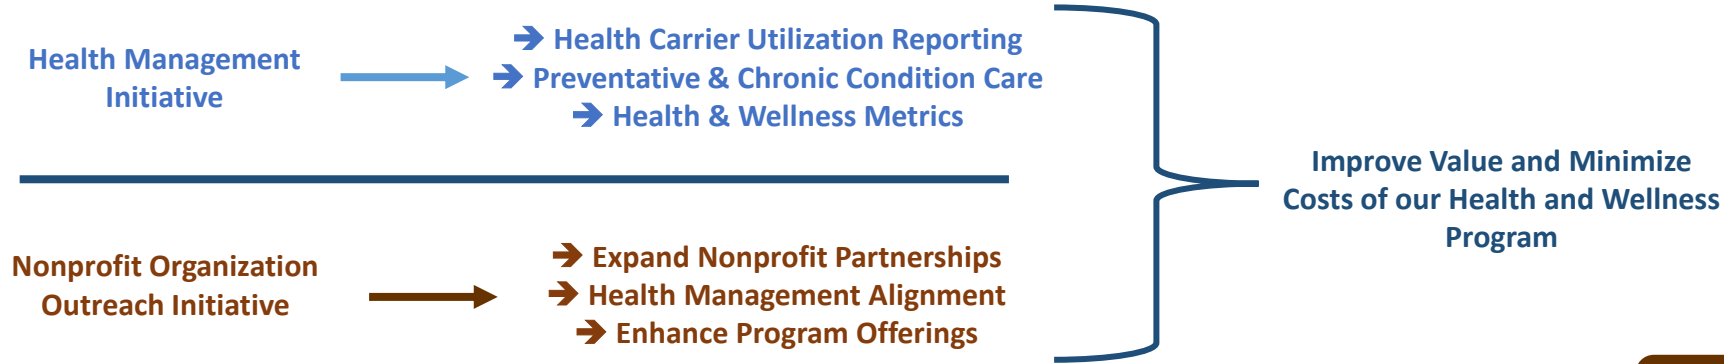 Health Management
Initiative
➔ Health Carrier Utilization Reporting
➔ Preventative & Chronic Condition Care
➔ Health & Wellness Metrics
Nonprofit Organization
Outreach Initiative
➔ Expand Nonprofit Partnerships
➔ Health Management Alignment
➔ Enhance Program Offerings
Improve Value and Minimize
Costs of our Health and Wellness
Program